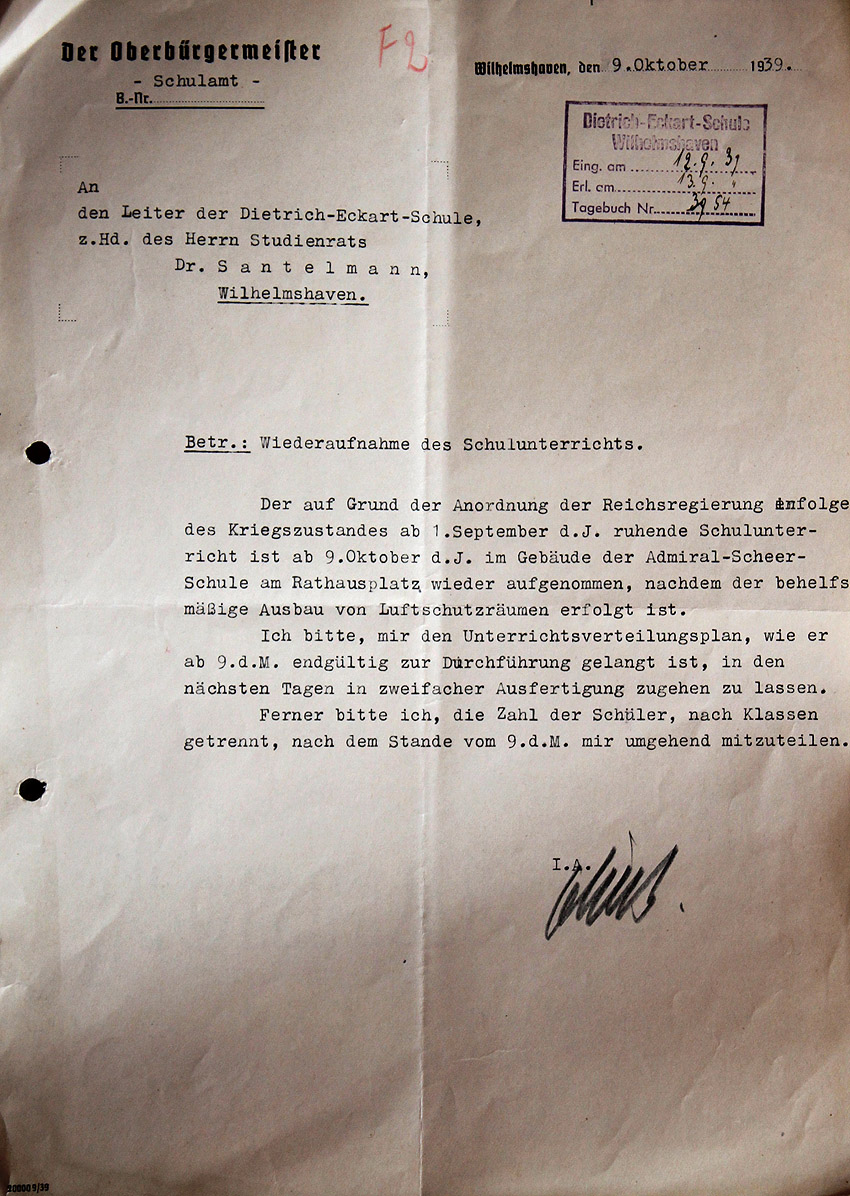 Der Oberbürgermeister
- Schulamt -
B.-Nr.
F2
Wilhelmshaven, den 9.Oktober 1939.
Dietrich-Eckart-Schule
Wilhelmshaven
Eing. am 12.9.39
Erl. am 13.9. "
Tagebuch Nr. 3954
An
den Leiter der Dietrich-Eckart-Schule,
z.Hd. des Herrn Studienrats
Dr. S a n t e l m a n n,
Wilhelmshaven.
Betr.: Wiederaufnahme des Schulunterrichts.
Der auf Grund der Anordnung der Reichsregierung infolge
des Kriegszustandes ab 1.September d.J. ruhende Schulunter-
richt ist ab 9.Oktober d.J. im Gebäude der Admiral-Scheer-
Schule am Rathausplatz wieder aufgenommen, nachdem der behelfs
mäßige Ausbau von Luftschutzräumen erfolgt ist.
Ich bitte, mir den Unterrichtsverteilungsplan, wie er
ab 9.d.M. endgültig zur Durchführung gelangt ist, in den
nächsten Tagen in zweifacher Ausfertigung zugehen zu lassen.
Ferner bitte ich, die Zahl der Schüler, nach Klassen
getrennt, nach dem Stande vom 9.d.M. mir umgehend mitzuteilen.
I.A.
20000 9/39